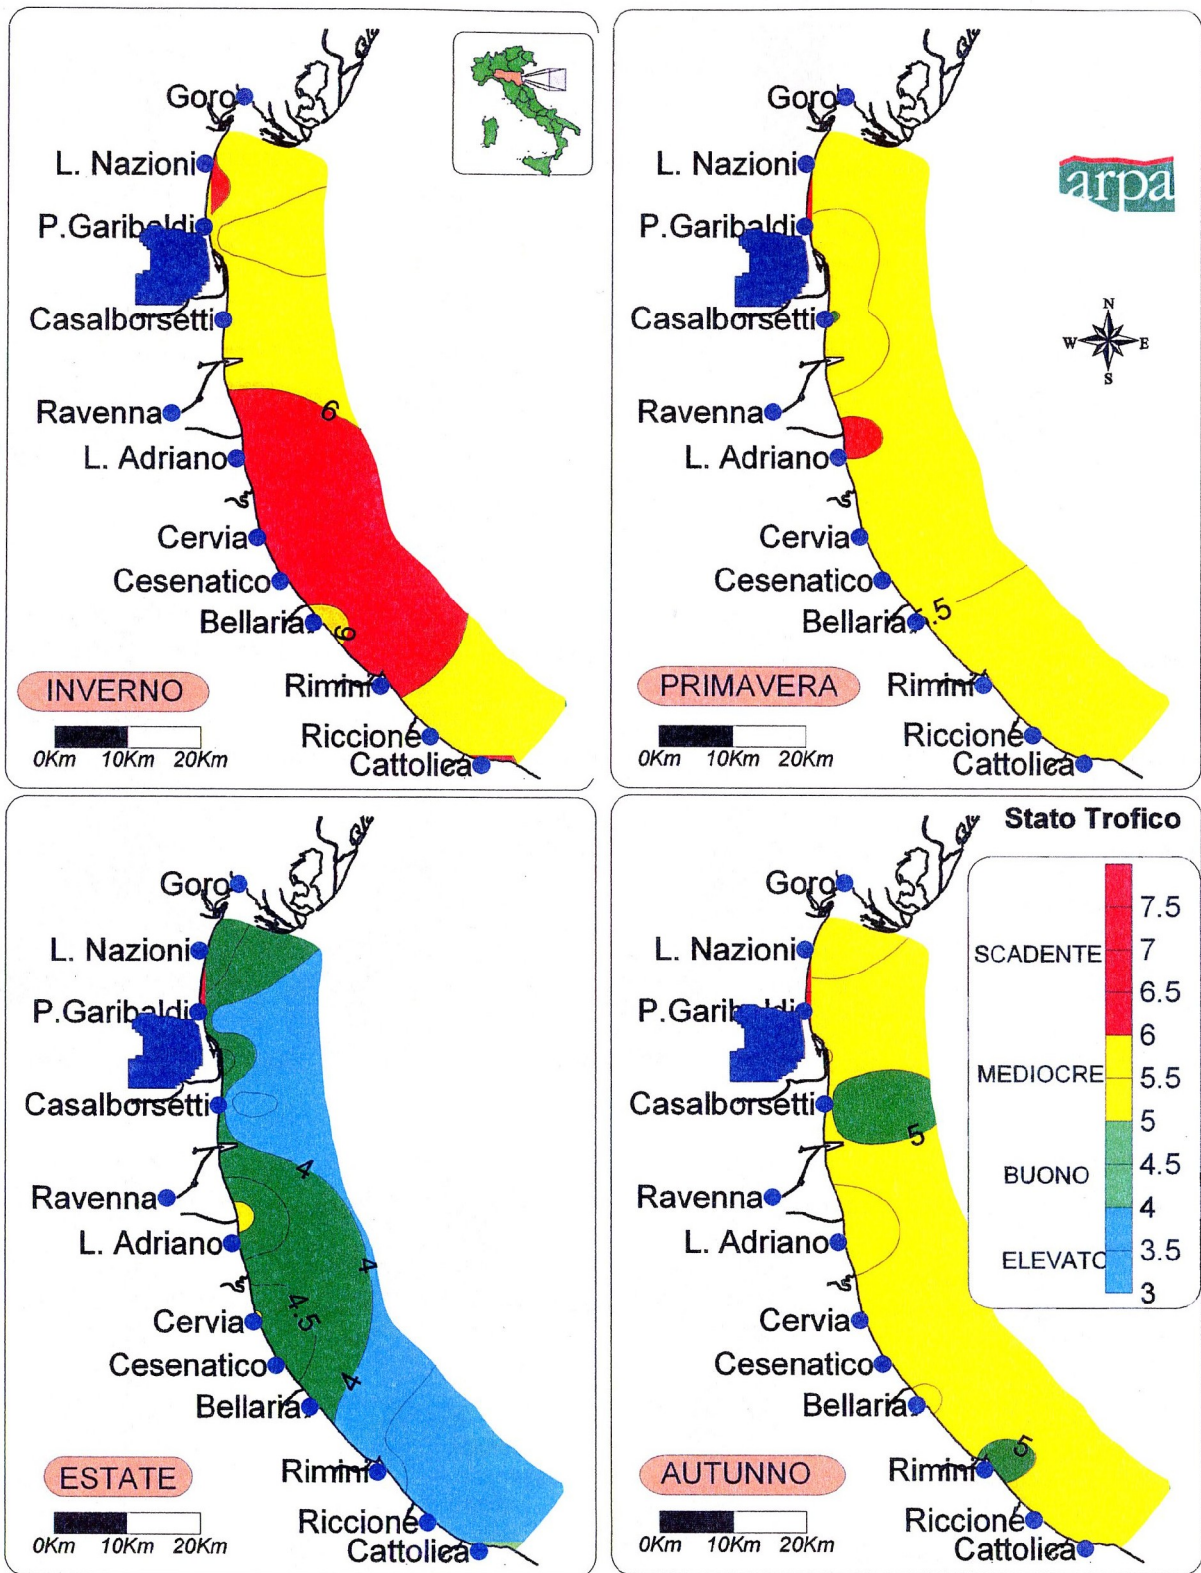 Goro
L. Nazioni
P.Garibaldi
Casalborsetti
Ravenna
6
L. Adriano
Cervia
Cesenatico
Bellaria
6
INVERNO
Rimini
Riccione
0Km 10Km 20Km
Cattolica
Goro
L. Nazioni
arpa
P.Garibaldi
N
Casalborsetti
W E
S
Ravenna
L. Adriano
Cervia
Cesenatico
Bellaria
.5
PRIMAVERA
Rimini
Riccione
0Km 10Km 20Km
Cattolica
Goro
L. Nazioni
P.Garibaldi
Casalborsetti
4
Ravenna
L. Adriano
4
4.5
Cervia
Cesenatico
4
Bellaria
ESTATE
Rimini
Riccione
0Km 10Km 20Km
Cattolica
Stato Trofico
7.5
SCADENTE 7
6.5
6
MEDIOCRE 5.5
5
BUONO 4.5
4
ELEVATO 3.5
3
Goro
L. Nazioni
P.Garibaldi
Casalborsetti
5
Ravenna
L. Adriano
Cervia
Cesenatico
Bellaria
5
AUTUNNO
Rimini
Riccione
0Km 10Km 20Km
Cattolica